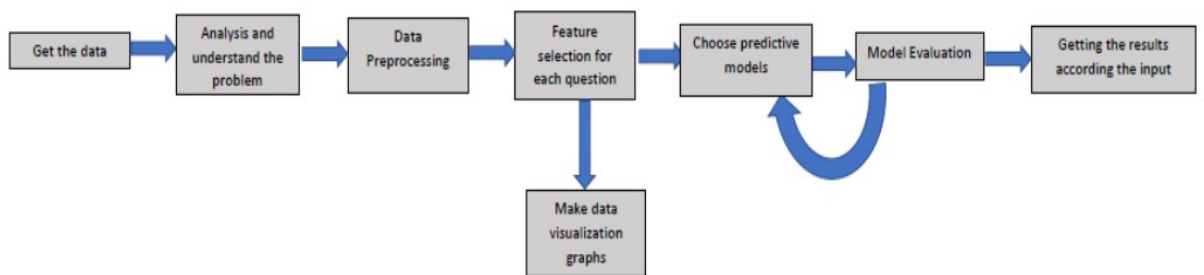 Get the data
Analysis and
understand the
problem
Data
Preprocessing
Feature
selection for
each question
Choose predictive
models
Model Evaluation
Getting the results
according the input
Make data
visualization
graphs